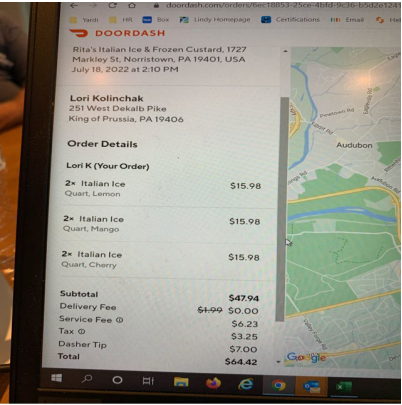 doordash.com/orders/
Yardi HR Box Lindy Homepage Certifications Email
DOORDASH
Rita's Italian Ice & Frozen Custard, 1727
Markley St, Norristown, PA 19401, USA
July 18, 2022 at 2:10 PM
Lori Kolinchak
251 West Dekalb Pike
King of Prussia, PA 19406
Order Details
Lori K (Your Order)
2× Italian Ice $15.98
Quart, Lemon
2× Italian Ice $15.98
Quart, Mango
2× Italian Ice $15.98
Quart, Cherry
Subtotal $47.94
Delivery Fee $1.99 $0.00
Service Fee $6.23
Tax $3.25
Dasher Tip $7.00
Total $64.42
Audubon
Google